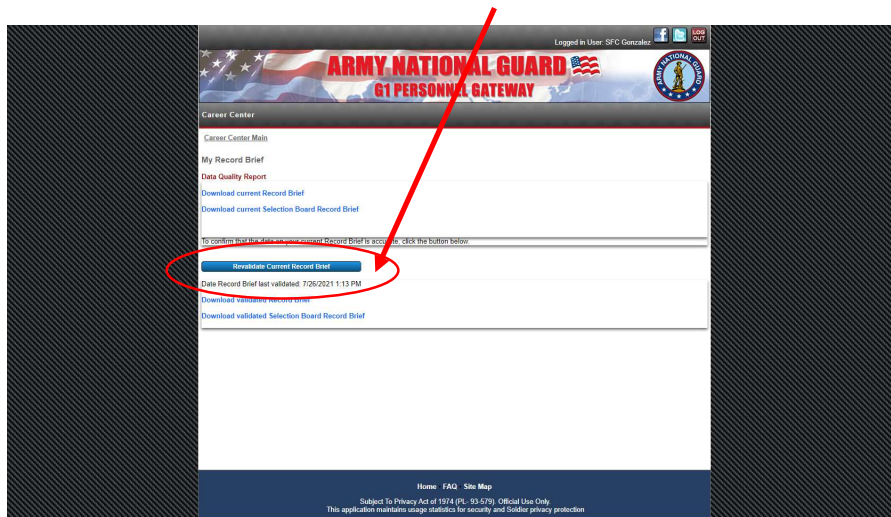 Logged in User: SFC Gonzalez
LOG OUT
ARMY NATIONAL GUARD
G1 PERSONNEL GATEWAY
ARMY NATIONAL GUARD
Career Center
Career Center Main
My Record Brief
Data Quality Report
Download current Record Brief
Download current Selection Board Record Brief
To confirm that the data on your current Record Brief is accurate, click the button below.
Revalidate Current Record Brief
Date Record Brief last validated: 7/26/2021 1:13 PM
Download validated Record Brief
Download validated Selection Board Record Brief
Home FAQ Site Map
Subject To Privacy Act of 1974 (PL- 93-579). Official Use Only.
This application maintains usage statistics for security and Soldier privacy protection